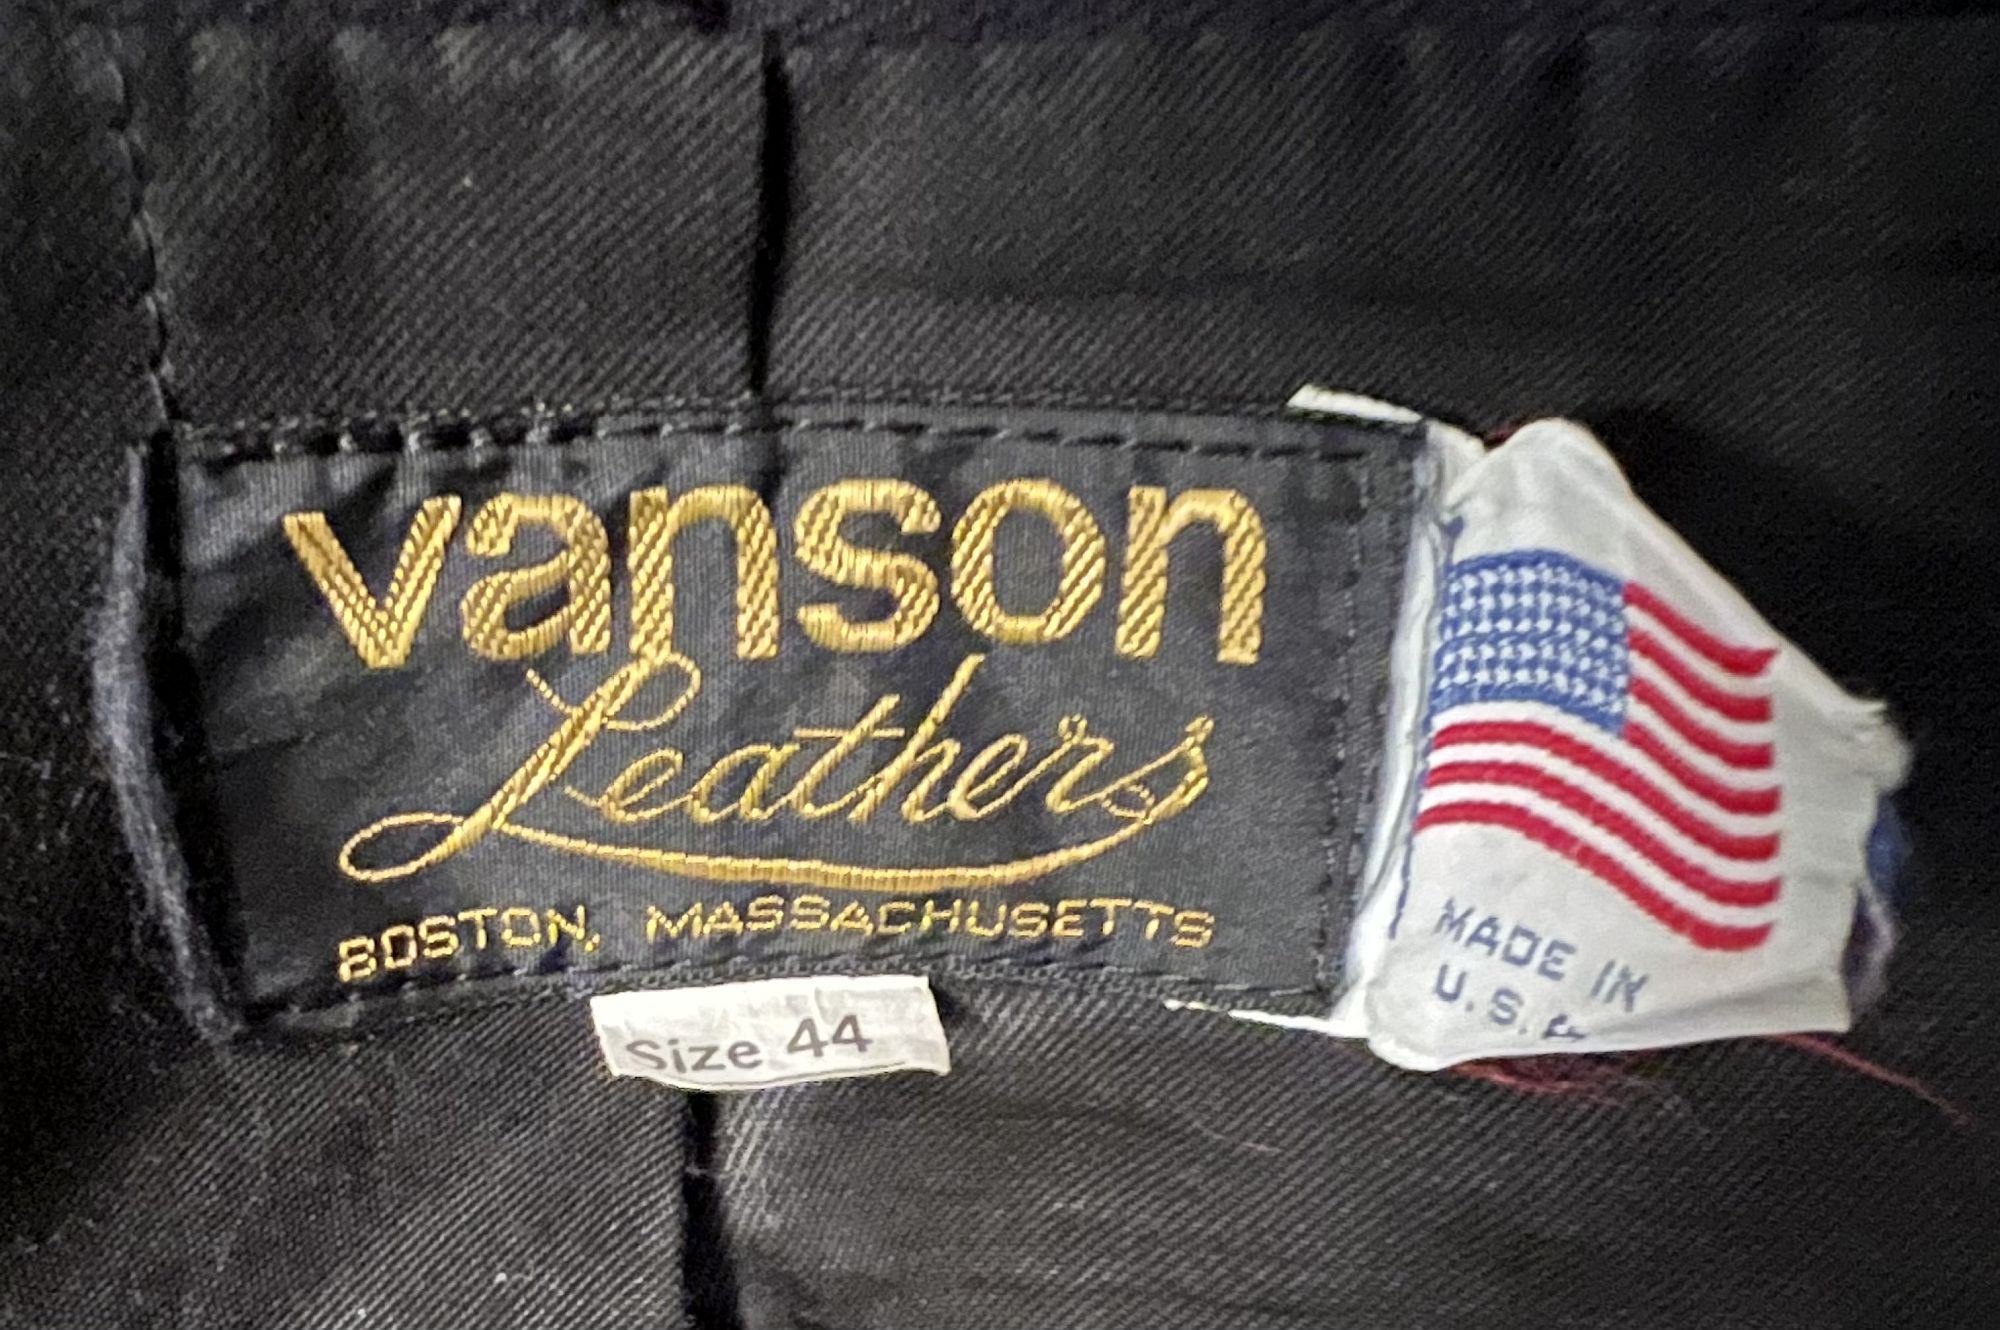 vanson
Leathers
BOSTON, MASSACHUSETTS
Size 44
MADE IN
U.S.A